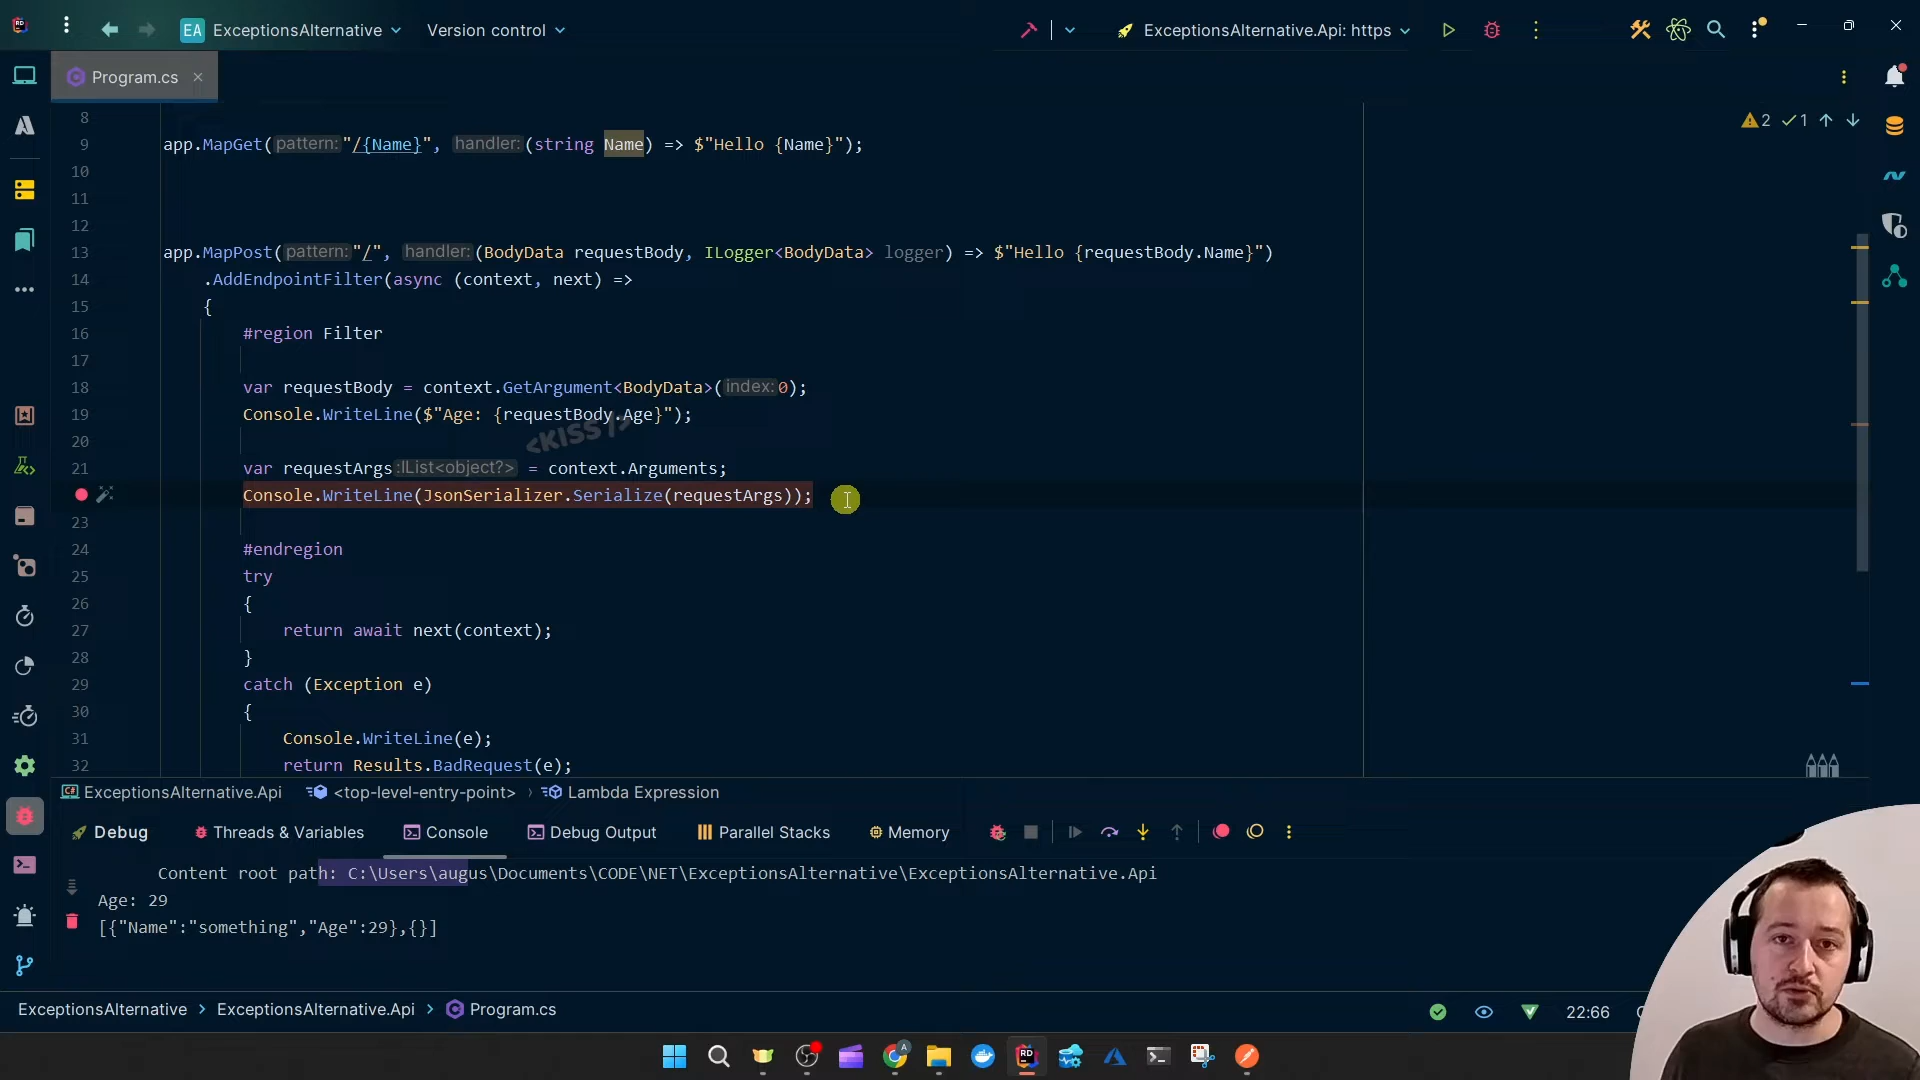 EA ExceptionsAlternative Version control ExceptionsAlternative.Api: https
Program.cs
8
9 app.MapGet( pattern: "/{Name}", handler: (string Name) => $"Hello {Name}");
2 1
10
11
12
13 app.MapPost( pattern: "/", handler: (BodyData requestBody, ILogger<BodyData> logger) => $"Hello {requestBody.Name}")
14 .AddEndpointFilter(async (context, next) =>
15 {
16 #region Filter
17
18 var requestBody = context.GetArgument<BodyData>( index: 0);
19 Console.WriteLine($"Age: {requestBody.Age}");
<KISS/>
20
21 var requestArgs :IList<object?> = context.Arguments;
Console.WriteLine(JsonSerializer.Serialize(requestArgs));
23
24 #endregion
25 try
26 {
27 return await next(context);
28 }
29 catch (Exception e)
30 {
31 Console.WriteLine(e);
32 return Results.BadRequest(e);
C# ExceptionsAlternative.Api <top-level-entry-point> › Lambda Expression
Debug Threads & Variables Console Debug Output Parallel Stacks Memory
Content root path: C:\Users\augus\Documents\CODE\NET\ExceptionsAlternative\ExceptionsAlternative.Api
Age: 29
[{"Name":"something","Age":29},{}]
ExceptionsAlternative › ExceptionsAlternative.Api › Program.cs
22:66